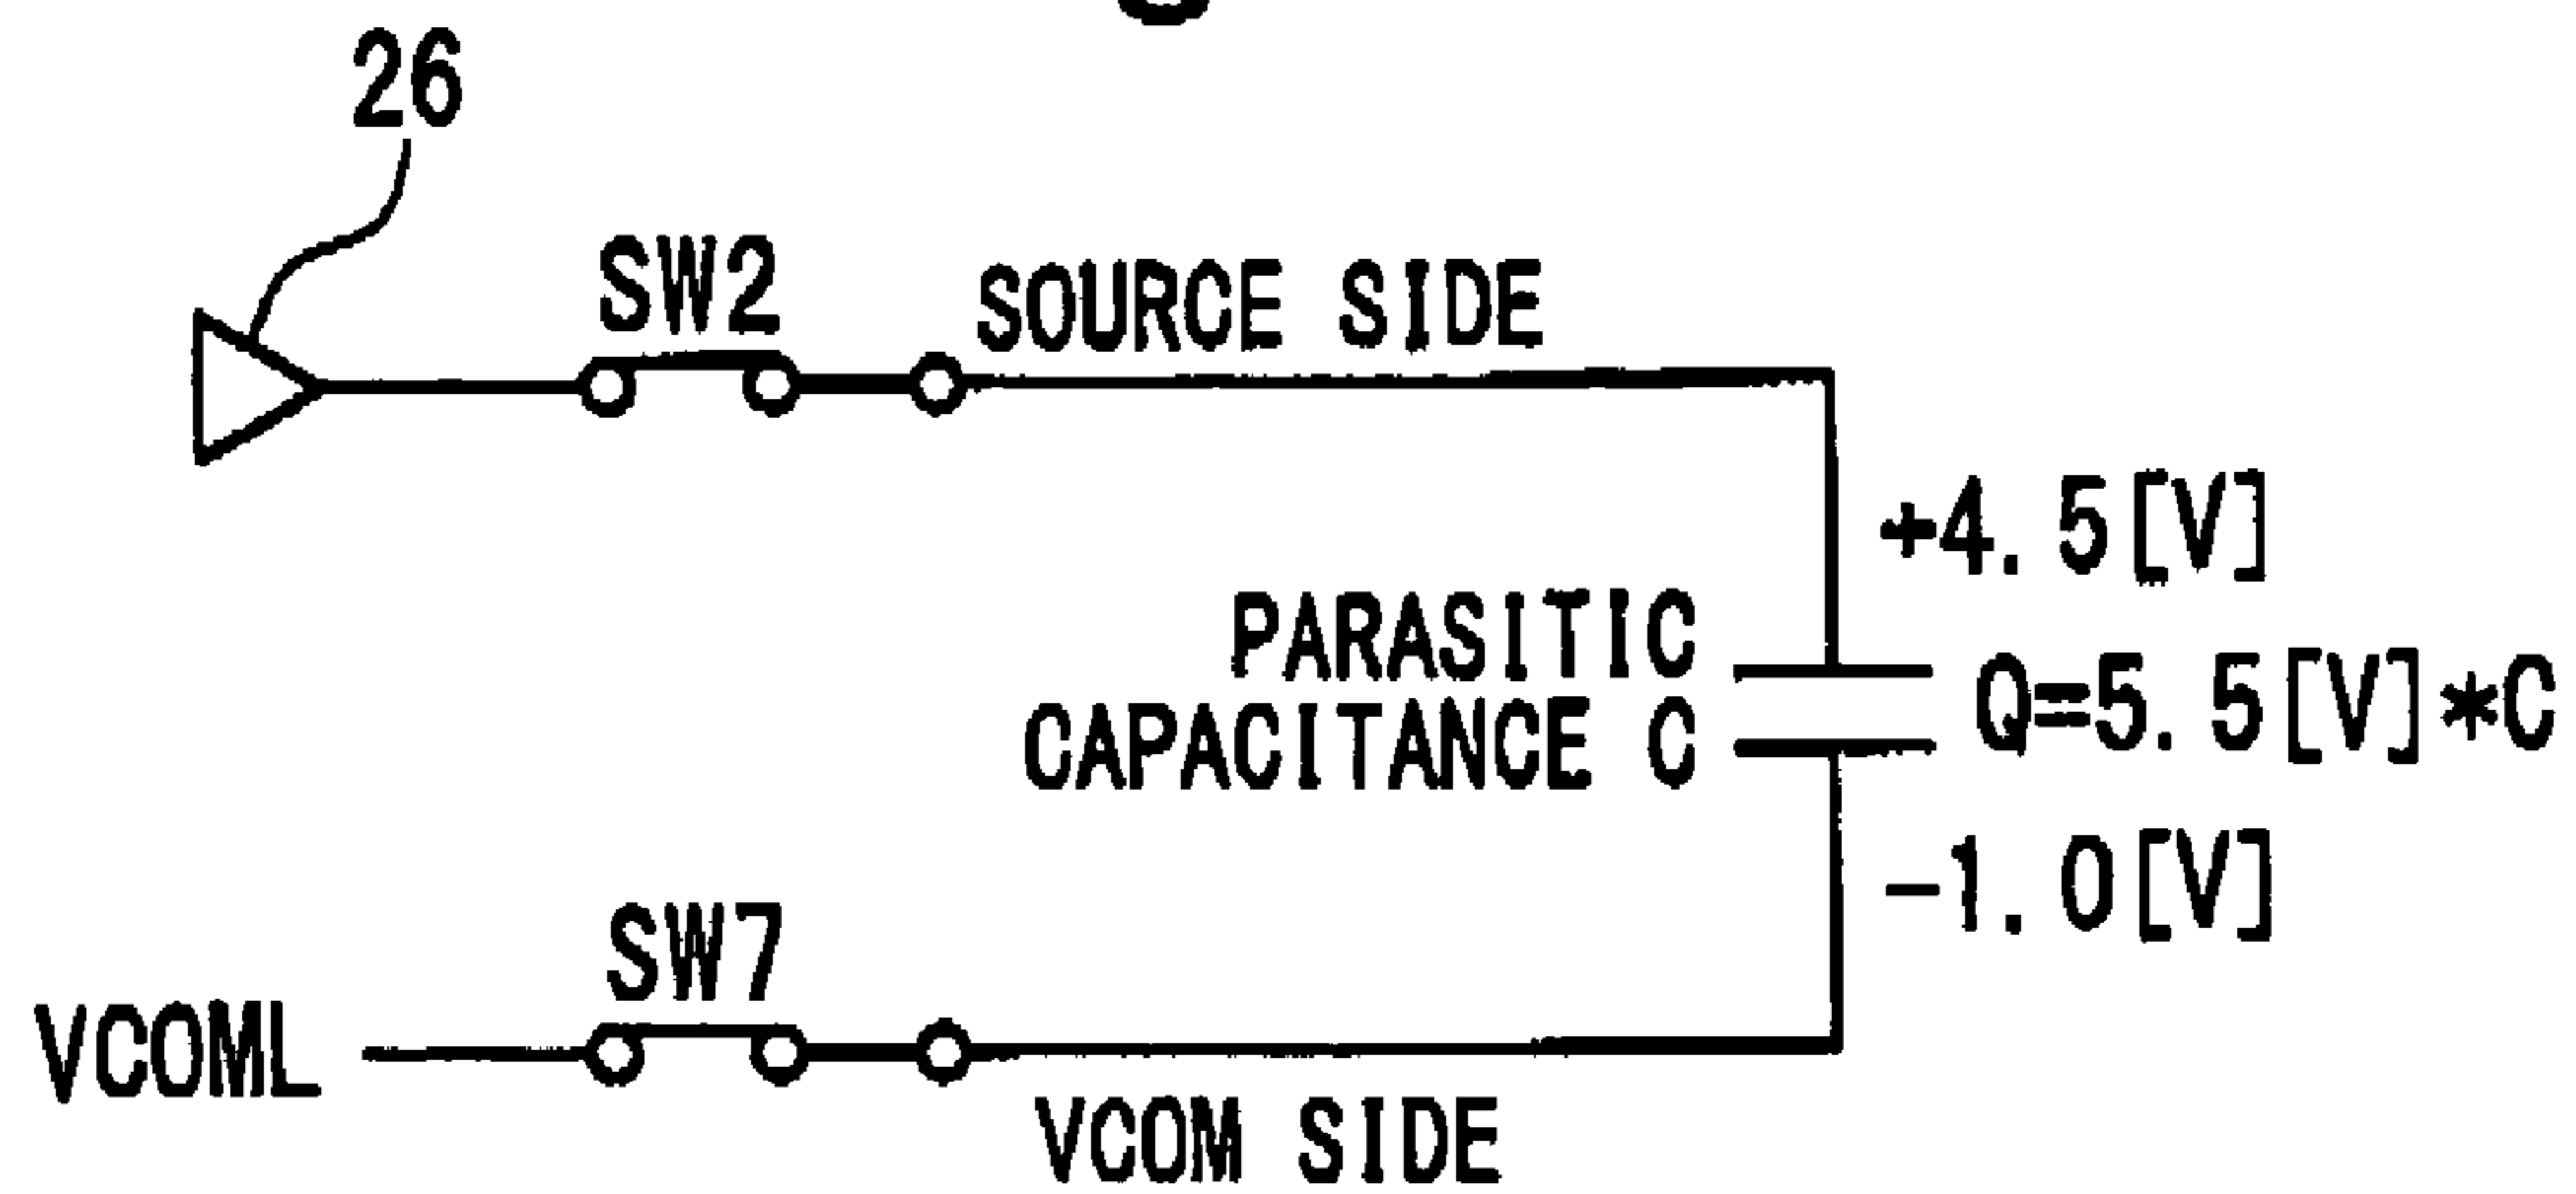 26
SW2
SOURCE SIDE
+4.5[V]
PARASITIC
CAPACITANCE C
Q=5.5[V]*C
-1.0[V]
SW7
VCOML
VCOM SIDE